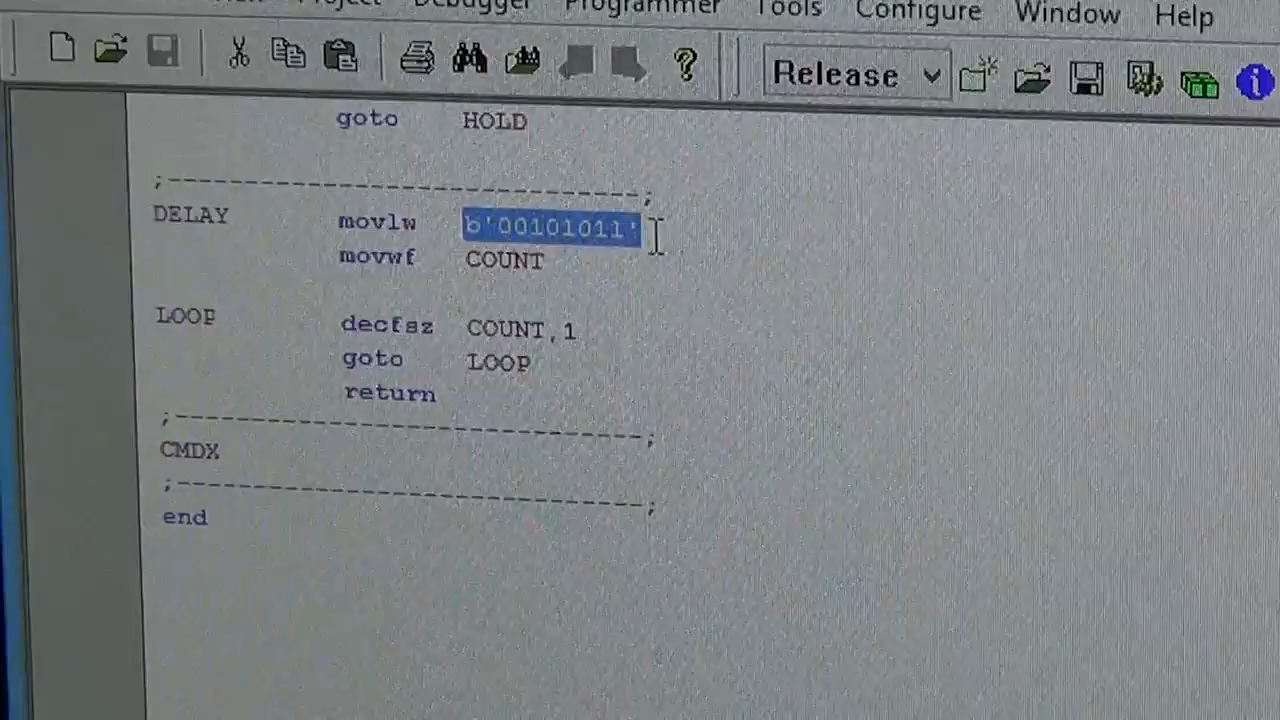 Project Debugger Programmer Tools Configure Window Help
Release
goto HOLD
;------------------------------;
DELAY movlw b'00101011'
movwf COUNT
LOOP decfsz COUNT,1
goto LOOP
return
;------------------------------;
CMDX
;------------------------------;
end